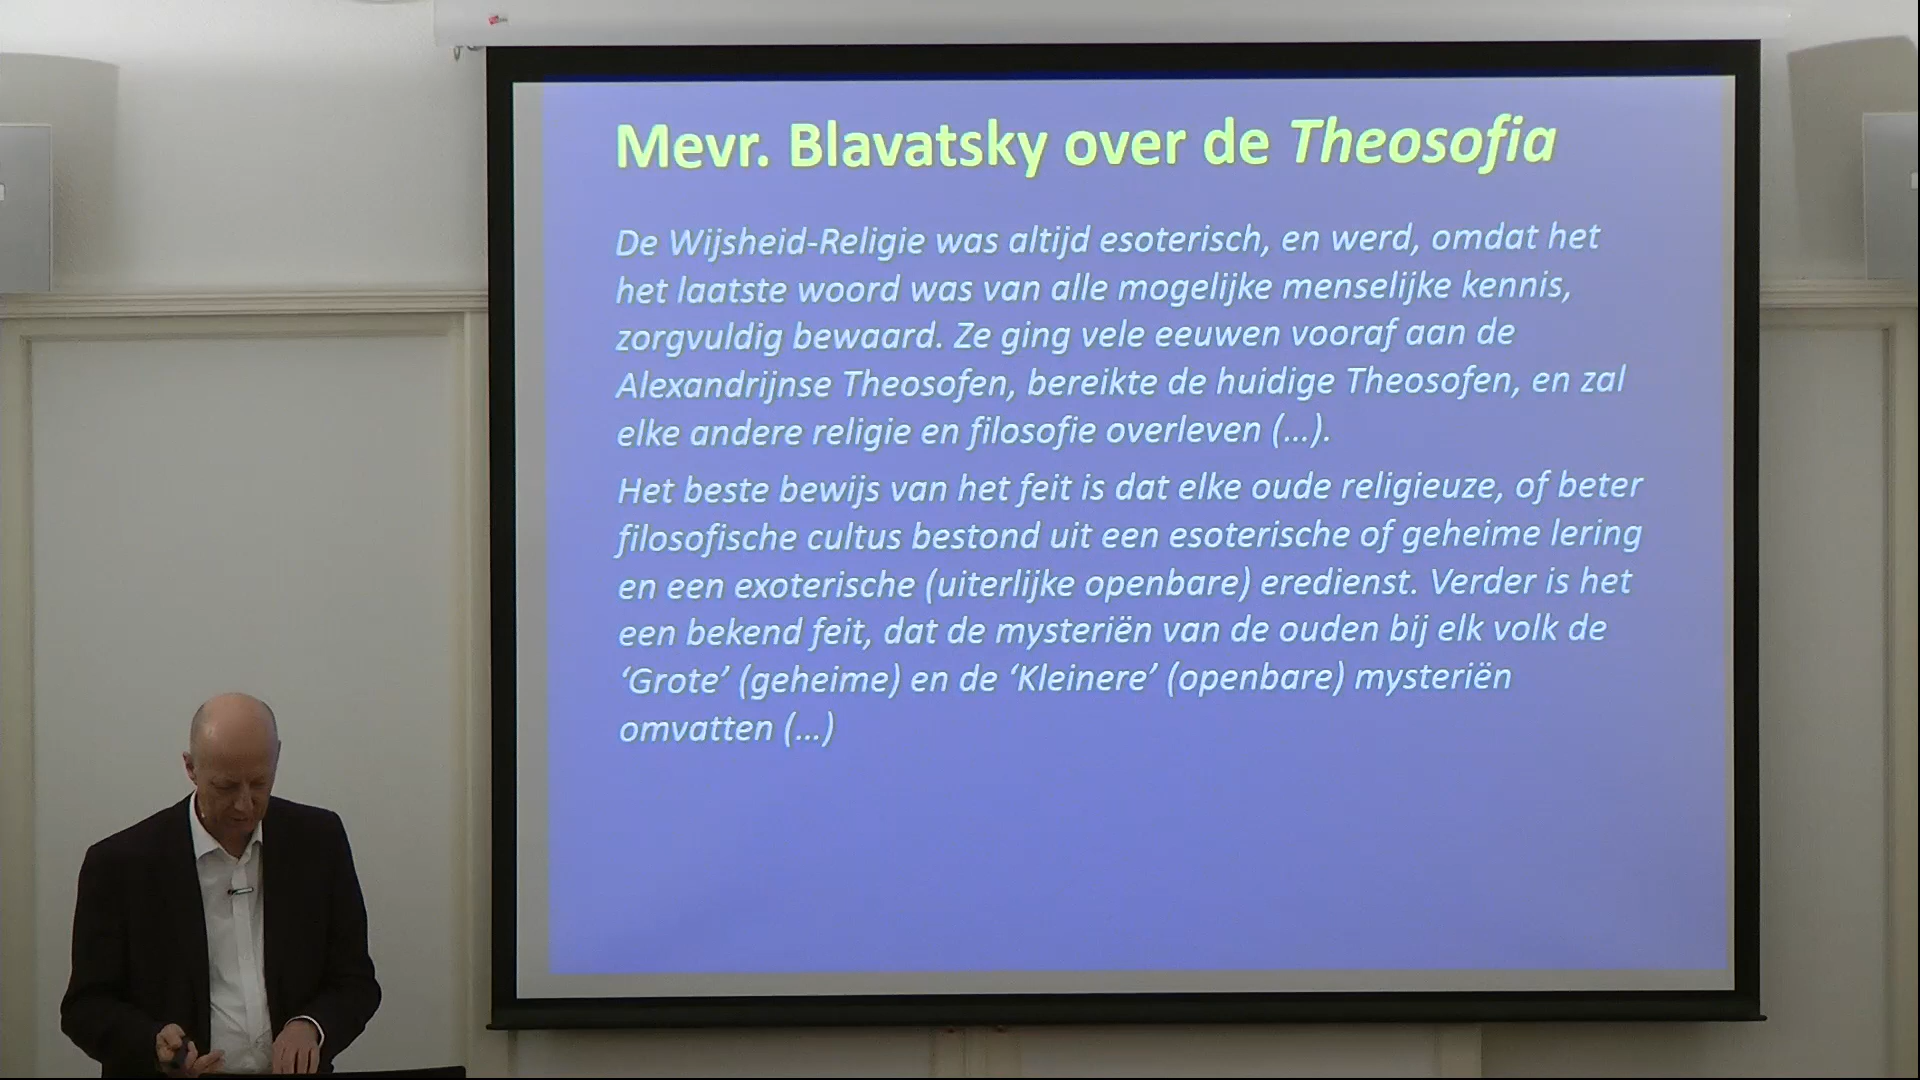 Mevr. Blavatsky over de Theosofia
De Wijsheid-Religie was altijd esoterisch, en werd, omdat het
het laatste woord was van alle mogelijke menselijke kennis,
zorgvuldig bewaard. Ze ging vele eeuwen vooraf aan de
Alexandrijnse Theosofen, bereikte de huidige Theosofen, en zal
elke andere religie en filosofie overleven (...).
Het beste bewijs van het feit is dat elke oude religieuze, of beter
filosofische cultus bestond uit een esoterische of geheime lering
en een exoterische (uiterlijke openbare) eredienst. Verder is het
een bekend feit, dat de mysteriën van de ouden bij elk volk de
‘Grote’ (geheime) en de ‘Kleinere’ (openbare) mysteriën
omvatten (...)